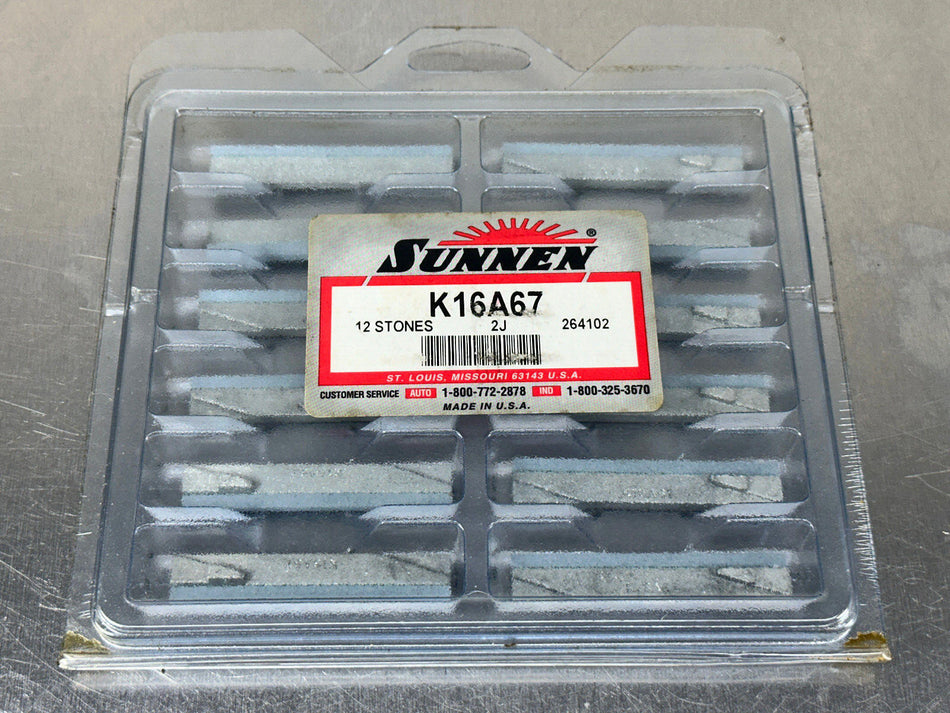 SUNNEN®
K16A67
12 STONES 2J 264102
ST. LOUIS, MISSOURI 63143 U.S.A.
CUSTOMER SERVICE AUTO 1-800-772-2878 IND 1-800-325-3670
MADE IN U.S.A.